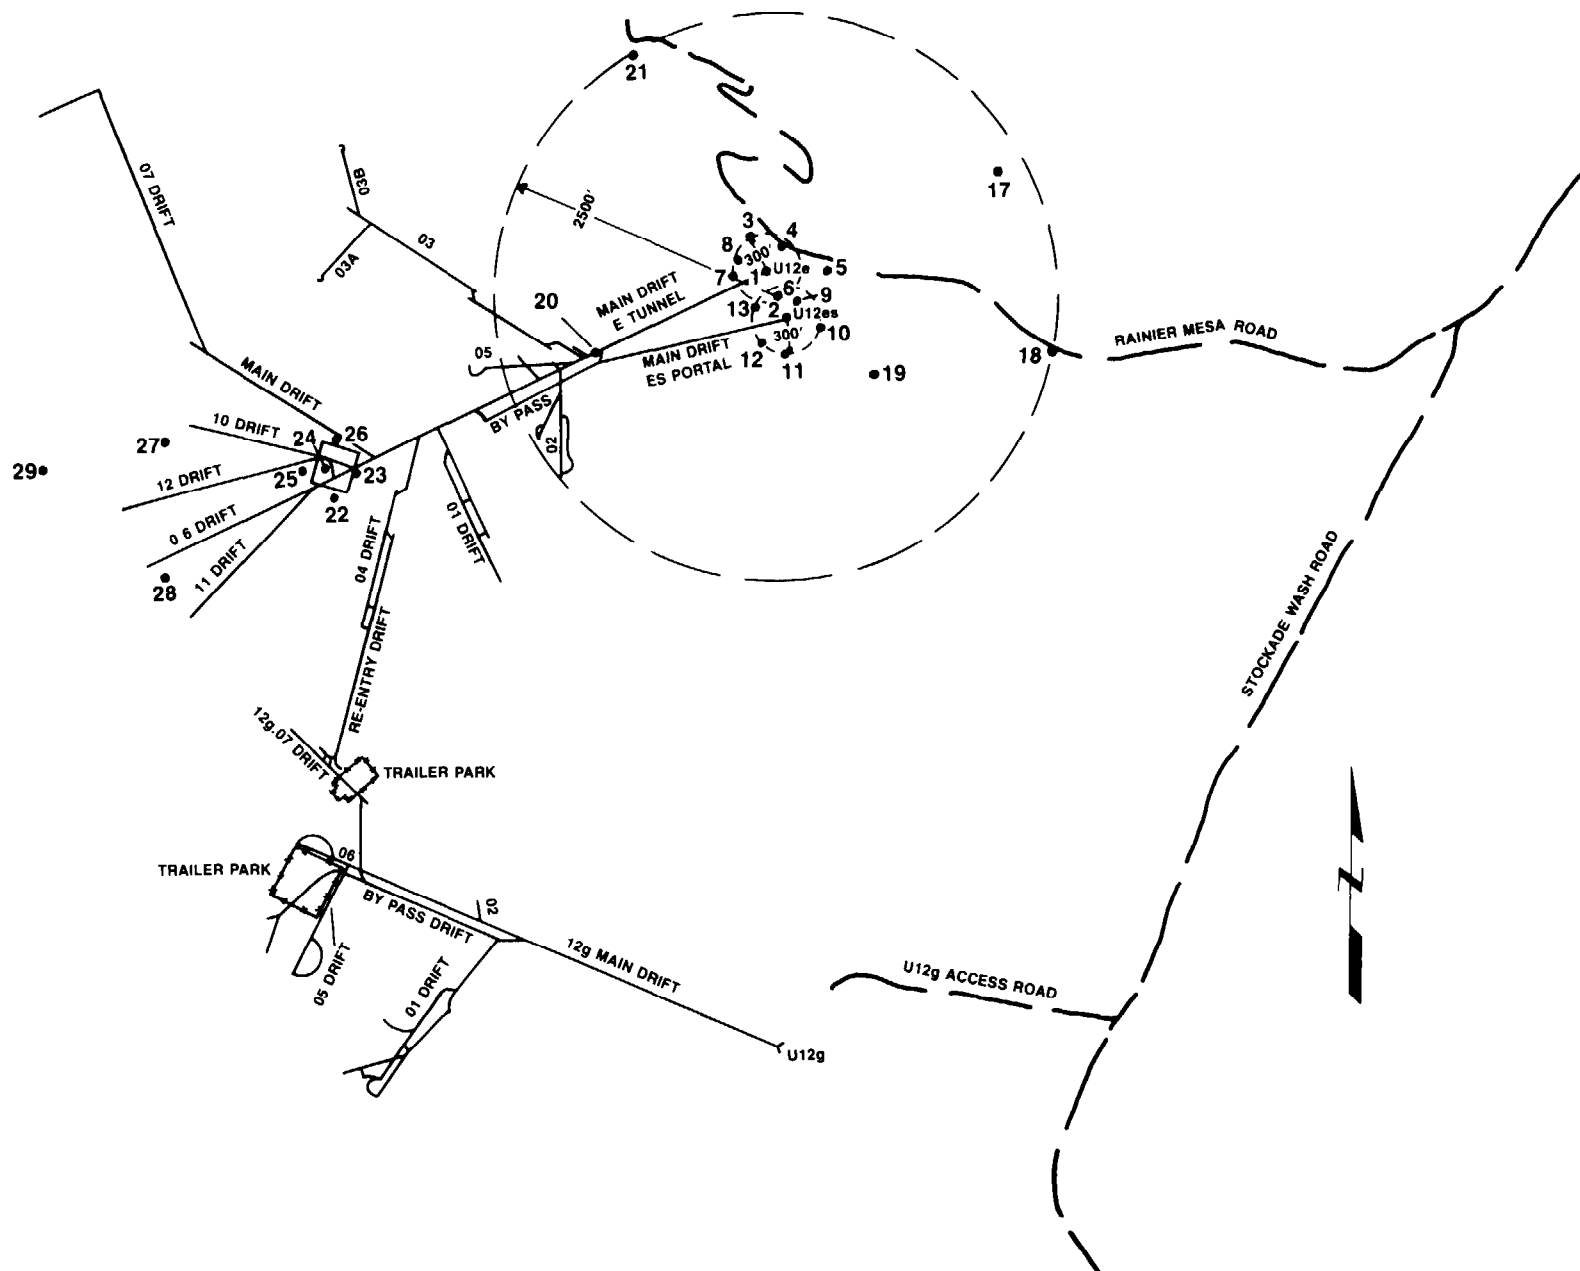 21
07 DRIFT
03B
17
2500'
3
4
03
8
300'
03A
7
1
U12e
5
MAIN DRIFT
E TUNNEL
6
9
20
13
2
U12es
10
300'
RAINIER MESA ROAD
05
MAIN DRIFT
ES PORTAL
12
11
18
19
MAIN DRIFT
BY PASS
10 DRIFT
24
26
02
27
29
12 DRIFT
25
23
22
01 DRIFT
0 6 DRIFT
04 DRIFT
11 DRIFT
28
STOCKADE WASH ROAD
RE-ENTRY DRIFT
12g.07 DRIFT
TRAILER PARK
06
TRAILER PARK
BY PASS DRIFT
02
N
12g MAIN DRIFT
05 DRIFT
01 DRIFT
U12g ACCESS ROAD
U12g